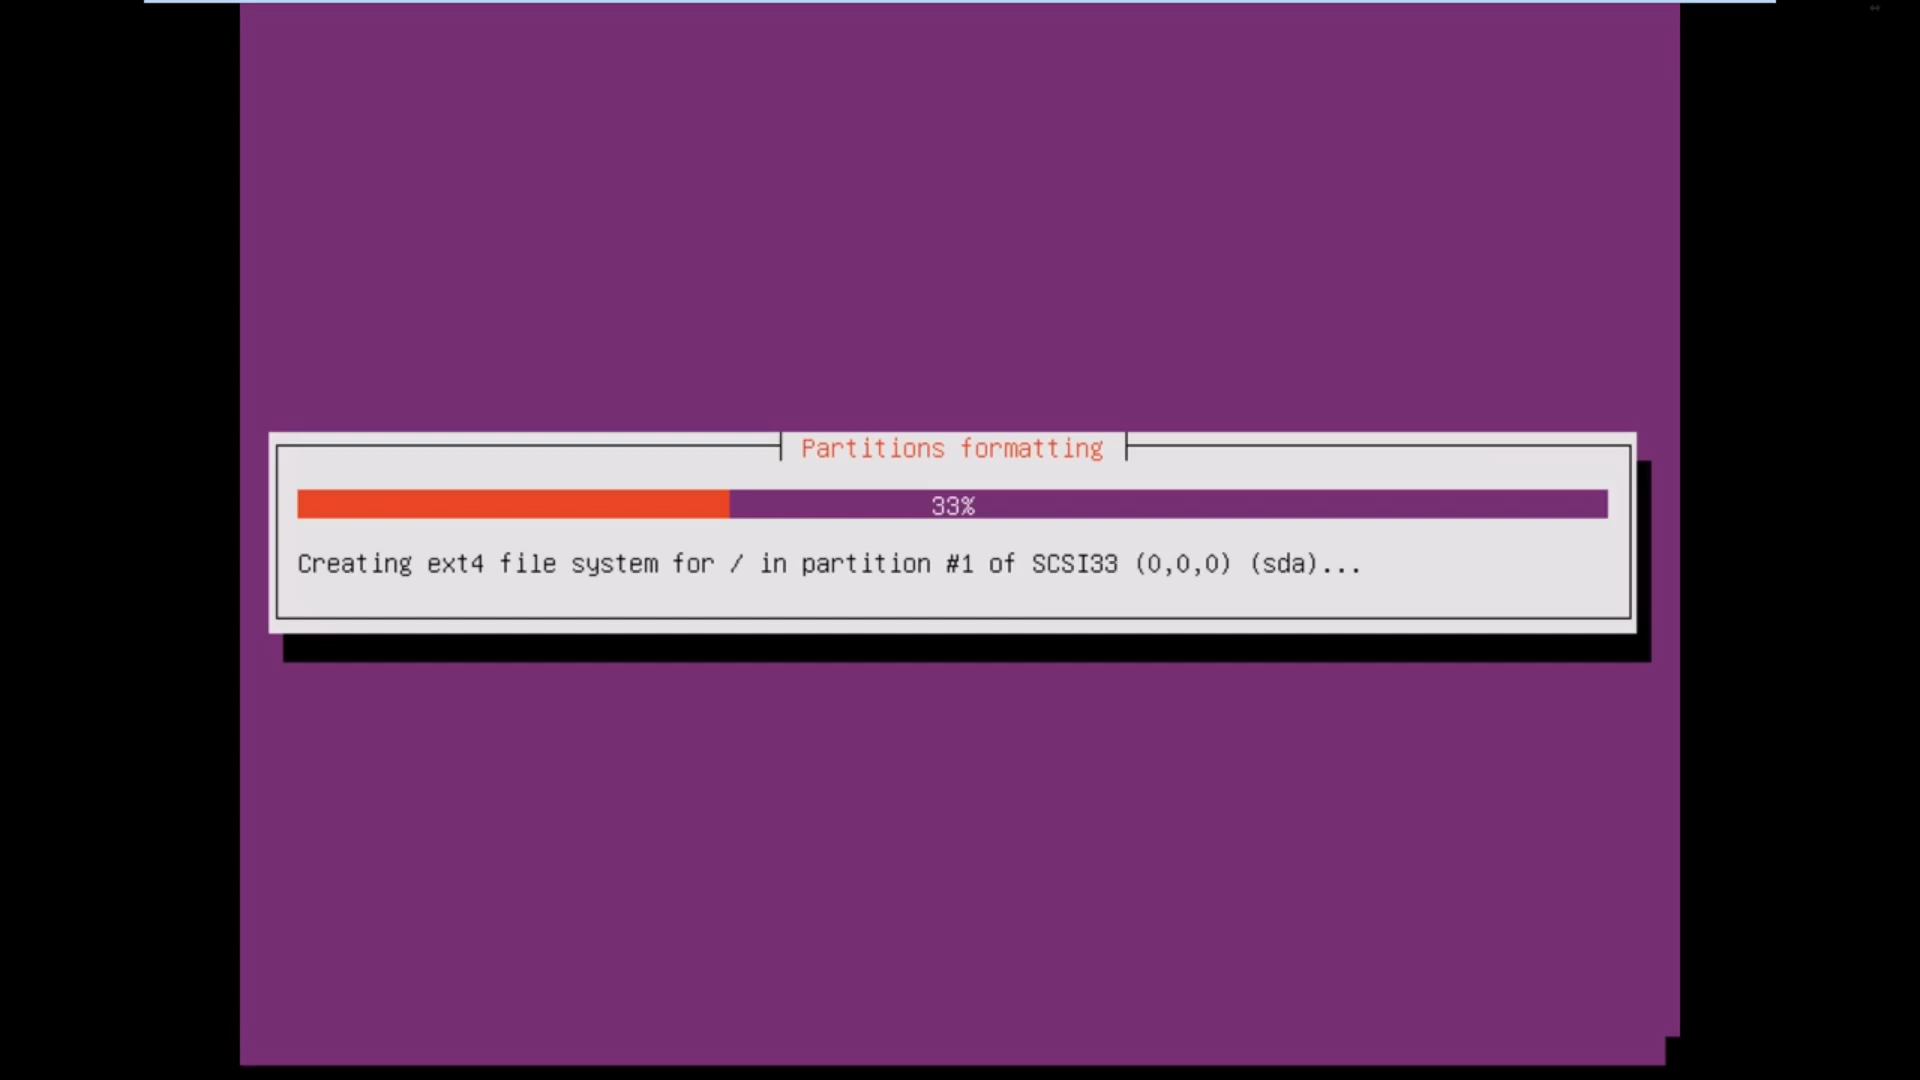 Partitions formatting
33%
Creating ext4 file system for / in partition #1 of SCSI33 (0,0,0) (sda)...